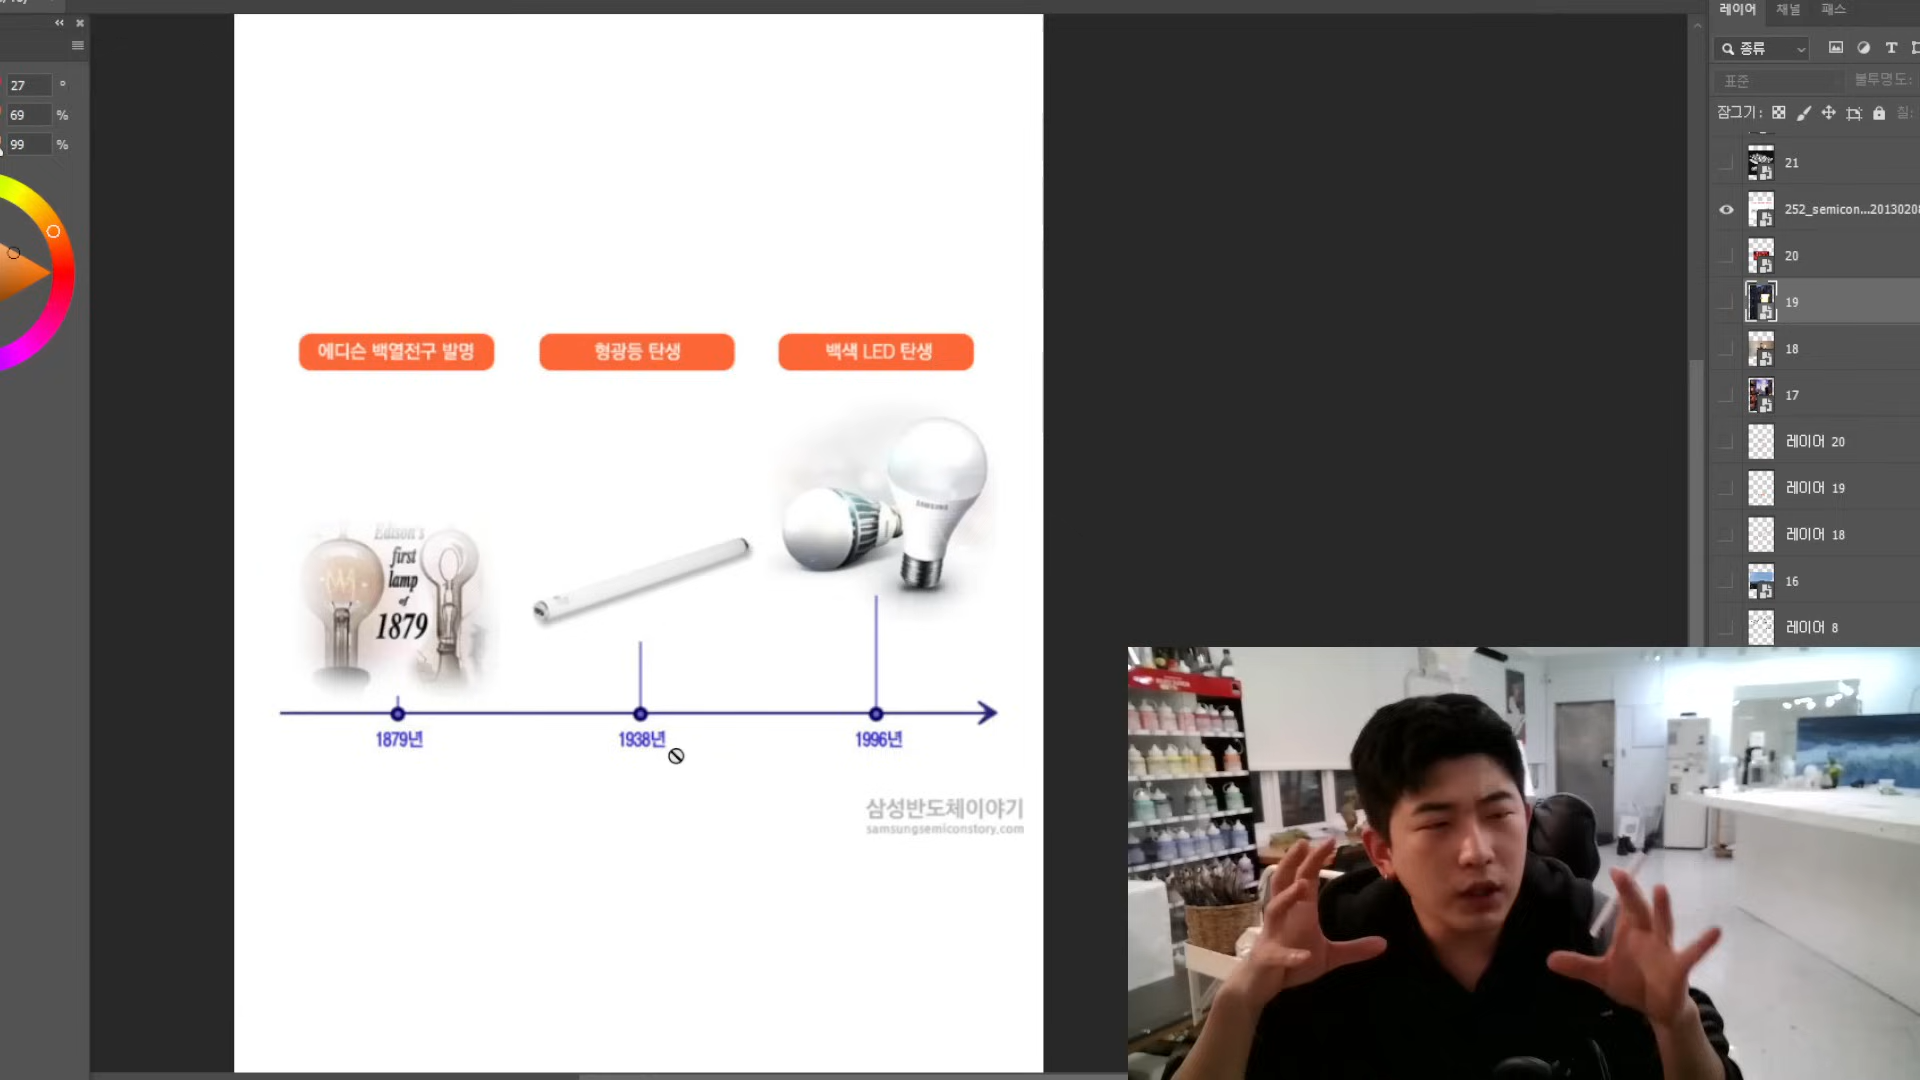 레이어 채널 패스
27 °
종류
69 %
표준 불투명도:
99 %
잠그기: 칠:
21
252_semicon...2013020
20
19
18
17
레이어 20
레이어 19
레이어 18
16
레이어 8
에디슨 백열전구 발명
형광등 탄생
백색 LED 탄생
SAMSUNG
Edison's
first
lamp
of
1879
1879년
1938년
1996년
삼성반도체이야기
samsungsemiconstory.com